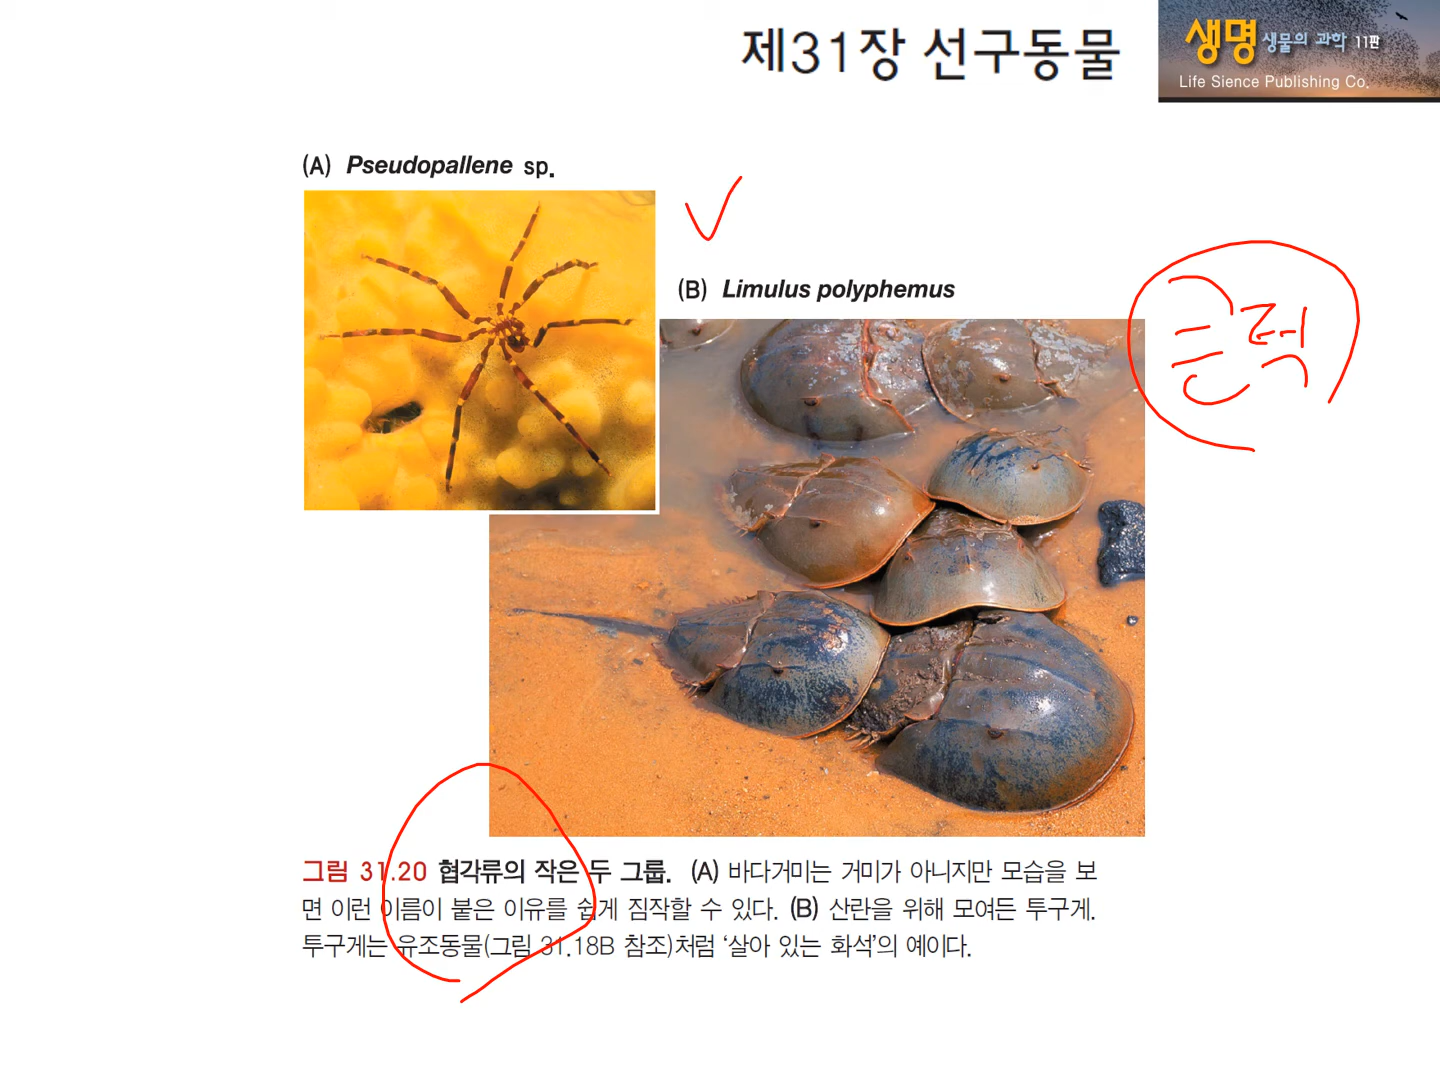 제31장 선구동물
생명 생물의 과학 11판
Life Sience Publishing Co.
(A) Pseudopallene sp.
(B) Limulus polyphemus
큰턱
그림 31.20 협각류의 작은 두 그룹. (A) 바다거미는 거미가 아니지만 모습을 보
면 이런 이름이 붙은 이유를 쉽게 짐작할 수 있다. (B) 산란을 위해 모여든 투구게.
투구게는 유조동물(그림 31.18B 참조)처럼 '살아 있는 화석'의 예이다.